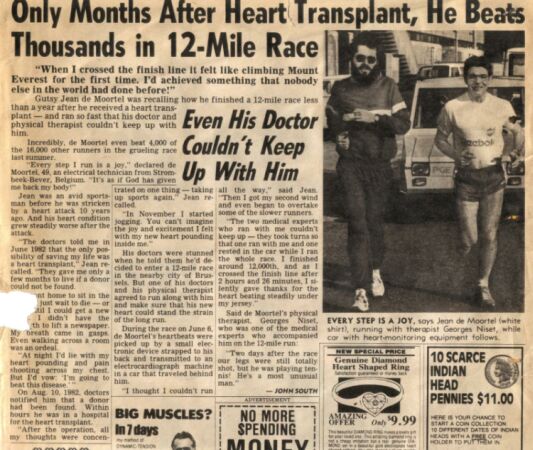 Only Months After Heart Transplant, He Beats
Thousands in 12-Mile Race
"When I crossed the finish line it felt like climbing Mount
Everest for the first time. I'd achieved something that nobody
else in the world had done before!"
Gutsy Jean de Moortel was recalling how he finished a 12-mile race less
than a year after he received a heart trans-
plant — and ran so fast that his doctor and
physical therapist couldn't keep up with
him.
Incredibly, de Moortel even beat 4,000 of
the 16,000 other runners in the grueling race
last summer.
"Every step I run is a joy," declared de
Moortel, 49, an electrical technician from Strom-
beek-Bever, Belgium. "It's as if God has given
me back my body!"
Jean was an avid sports-
man before he was stricken
by a heart attack 10 years
ago. And his heart condition
grew steadily worse after the
attack.
"The doctors told me in
June 1982 that the only pos-
sibility of saving my life was
a heart transplant," Jean re-
called. "They gave me only a
few months to live if a donor
could not be found.
home to sit in the
just wait to die — or
til I could get a new
didn't have the
th to lift a newspaper.
My breath came in gasps.
Even walking across a room
was an ordeal.
"At night I'd lie with my
heart pounding and pain
shooting across my chest.
But I'd vow: 'I'm going to
beat this disease.'"
On Aug. 10, 1982, doctors
notified him that a donor
had been found. Within
hours he was in a hospital
for the heart transplant.
"After the operation, all
my thoughts were concen-
Even His Doctor
Couldn't Keep
Up With Him
trated on one thing — taking
up sports again," Jean re-
called.
"In November I started
jogging. You can't imagine
the joy and excitement I felt
with my new heart pounding
inside me."
His doctors were stunned
when he told them he'd de-
cided to enter a 12-mile race
in the nearby city of Brus-
sels. But one of his doctors
and his physical therapist
agreed to run along with him
and make sure that his new
heart could stand the strain
of the long run.
During the race on June 6,
de Moortel's heartbeats were
picked up by a small elec-
tronic device strapped to his
back and transmitted to an
electrocardiograph machine
in a car that traveled behind
him.
"I thought I couldn't run
all the way," said Jean.
"Then I got my second wind
and even began to overtake
some of the slower runners.
"The two medical experts
who ran with me couldn't
keep up — they took turns so
that one ran with me and one
rested in the car while I ran
the whole race. I finished
around 12,000th, and as I
crossed the finish line after
2 hours and 26 minutes, I si-
lently gave thanks for the
heart beating steadily under
my jersey."
Said de Moortel's physical
therapist, Georges Niset,
who was one of the medical
experts who accompanied
him on the 12-mile run:
"Two days after the race
our legs were still totally
shot, but he was playing ten-
nis! He's a most unusual
man."
— JOHN SOUTH
Reebok
PGE
EVERY STEP IS A JOY, says Jean de Moortel (white
shirt), running with therapist Georges Niset, while
car with heart-monitoring equipment follows.
BIG MUSCLES?
In 7 days
my method of
DYNAMIC-TENSION
ADVERTISEMENT
NO MORE
SPENDING
MONEY
NEW SPECIAL PRICE
Genuine Diamond
Heart Shaped Ring
AMAZING
OFFER
Only $9.99
10 SCARCE
INDIAN
HEAD
PENNIES $11.00
HERE IS YOUR CHANCE TO
START A COIN COLLECTION.
10 DIFFERENT DATES OF INDIAN
HEADS WITH A FREE COIN
HOLDER TO PUT THEM IN.